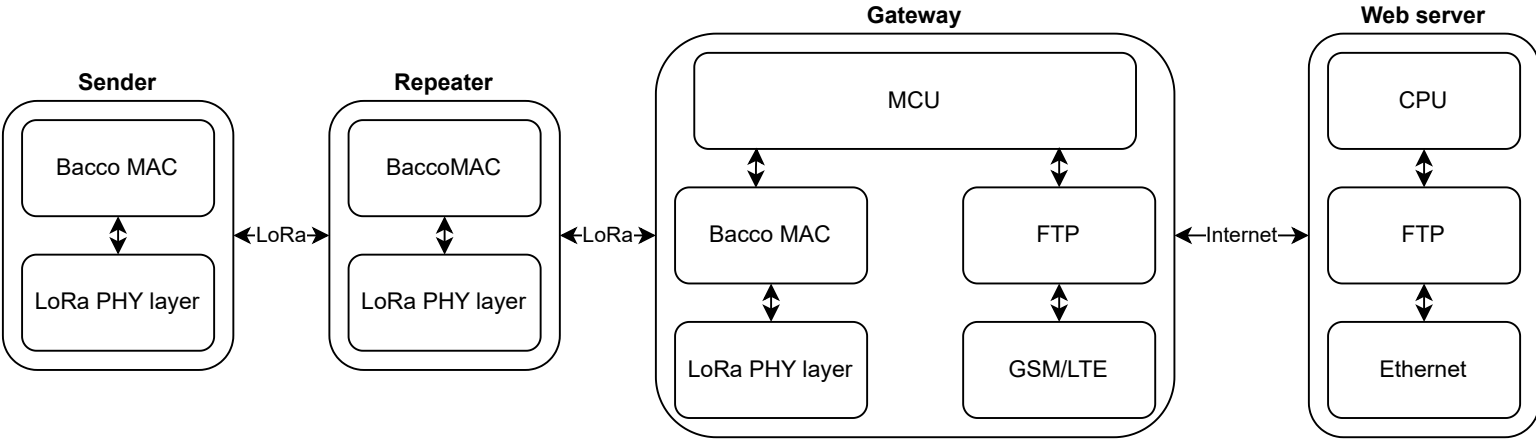 Gateway
Web server
Sender
Repeater
MCU
CPU
Bacco MAC
BaccoMAC
LoRa
LoRa
Bacco MAC
FTP
Internet
FTP
LoRa PHY layer
LoRa PHY layer
LoRa PHY layer
GSM/LTE
Ethernet